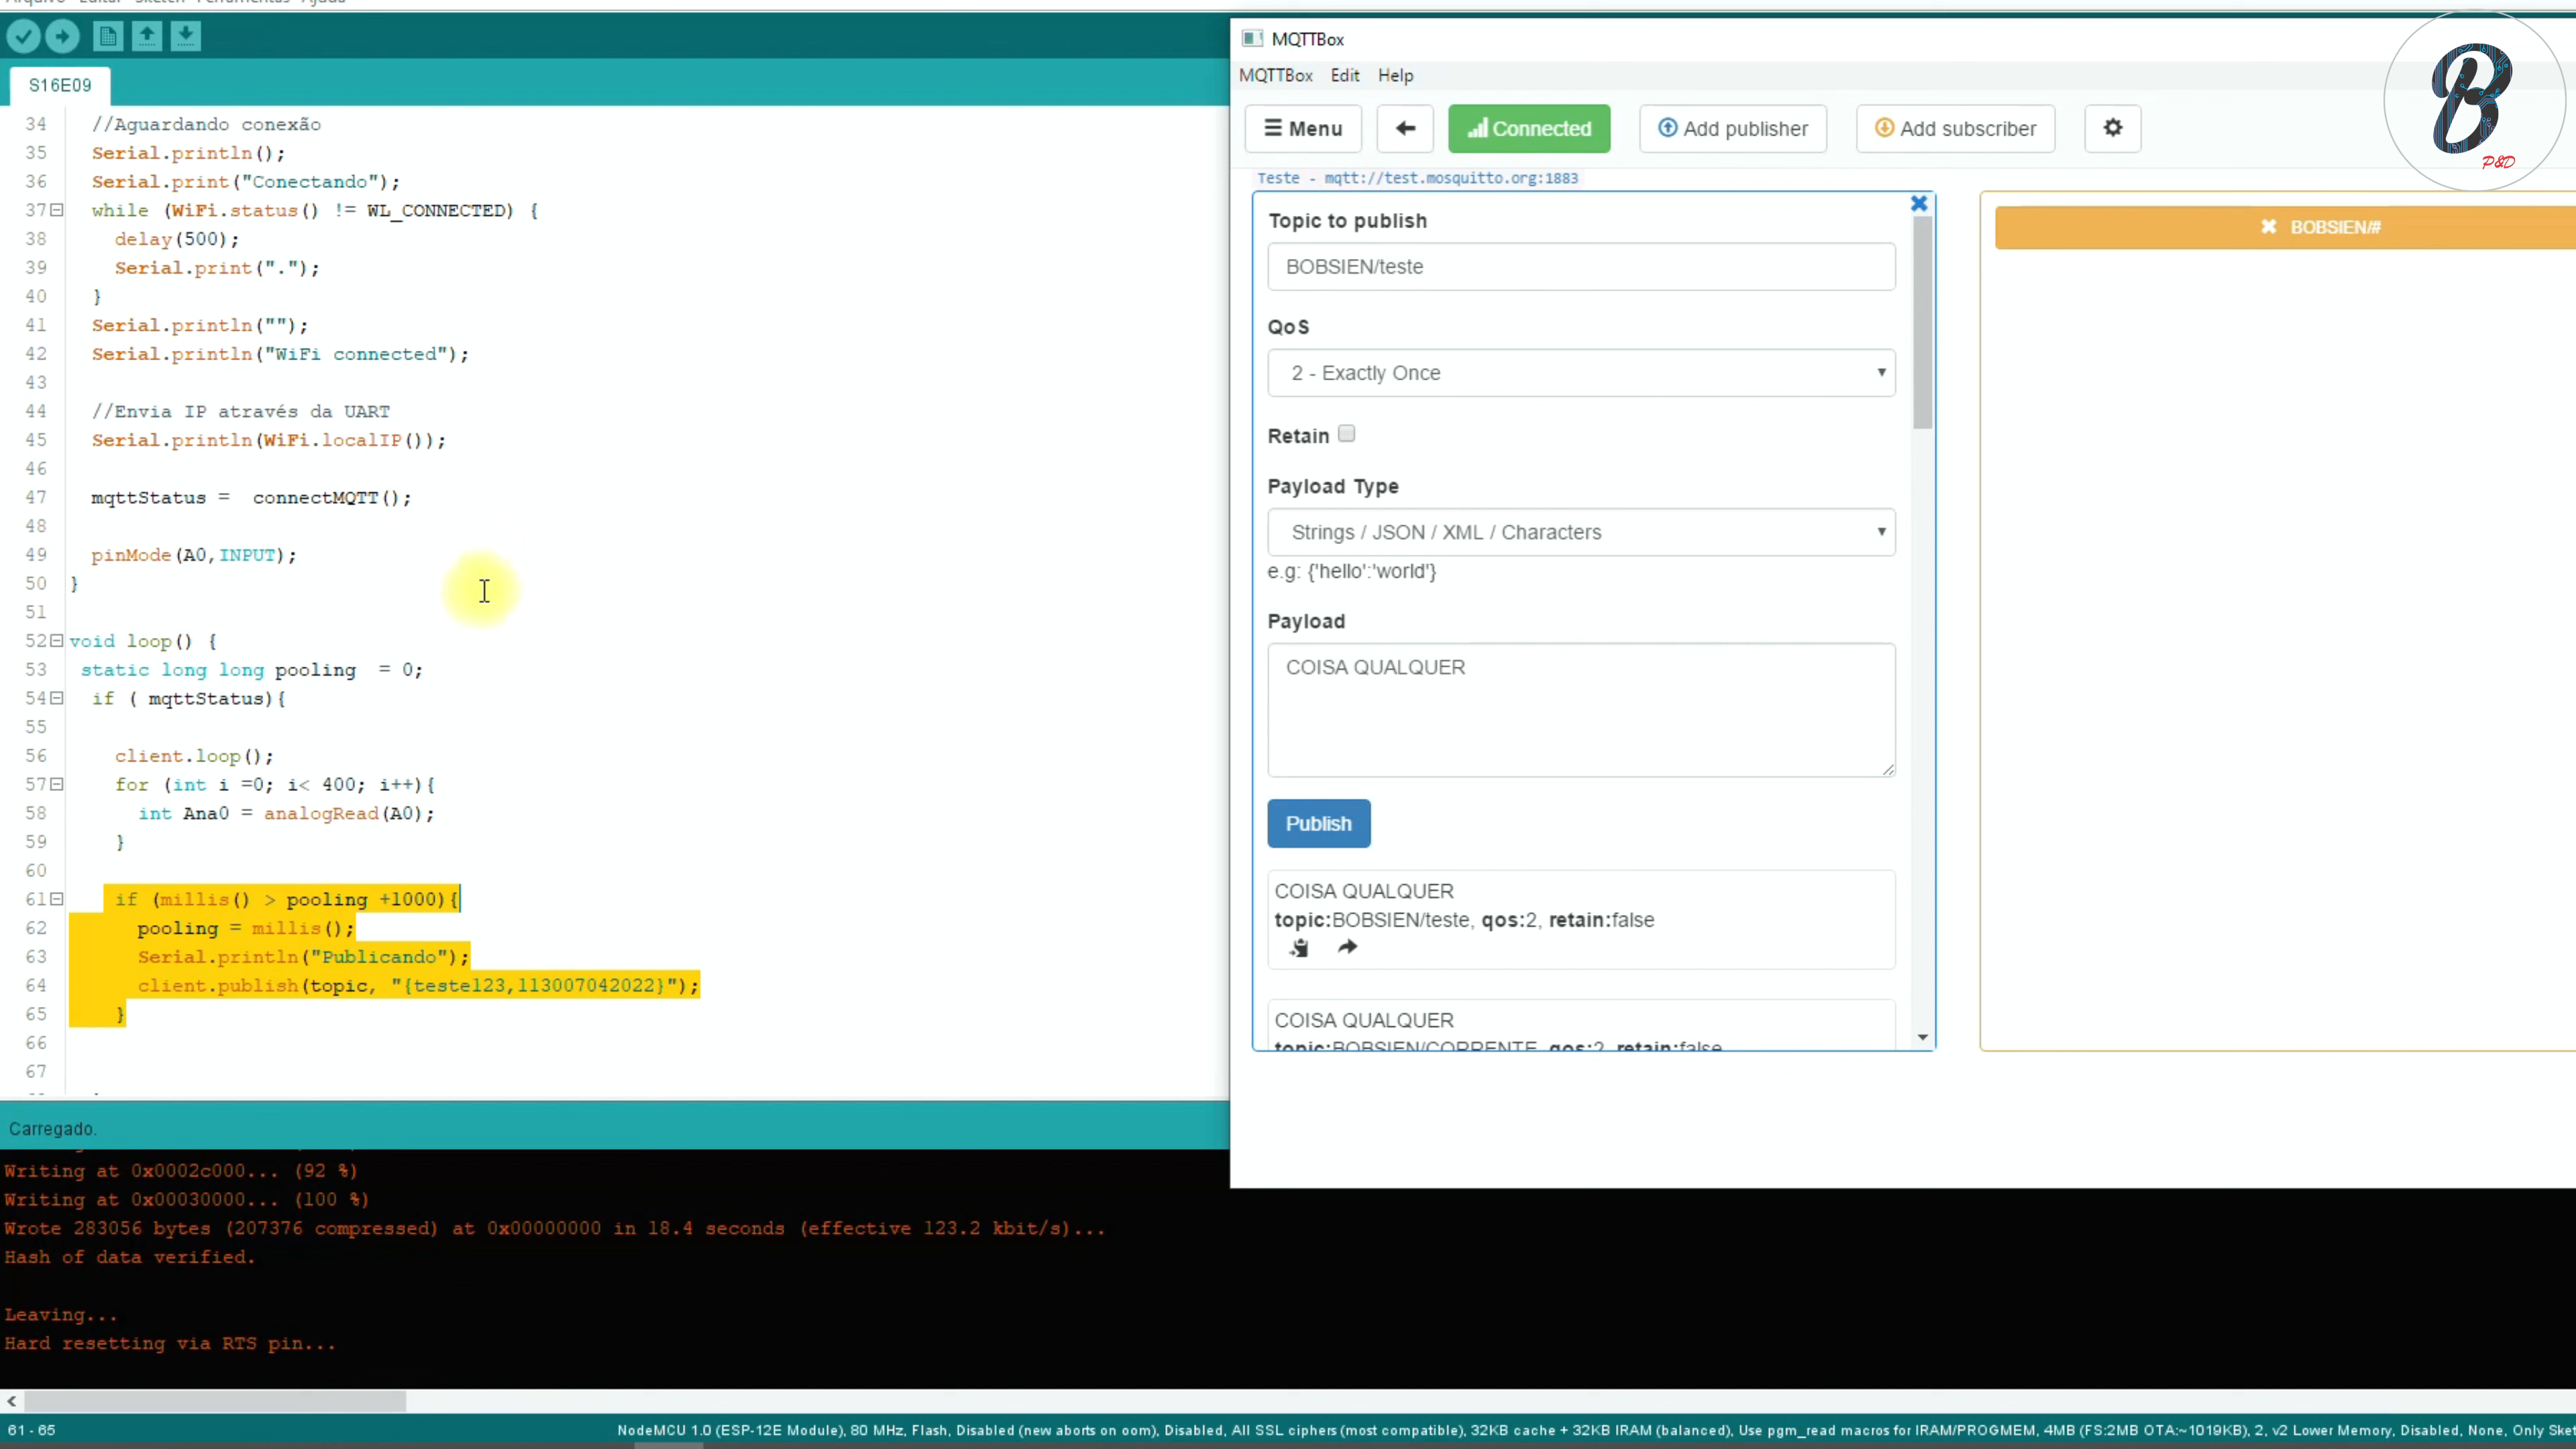 Arquivo Editar Sketch Ferramentas Ajuda
S16E09
34 //Aguardando conexão
35 Serial.println();
36 Serial.print("Conectando");
37 while (WiFi.status() != WL_CONNECTED) {
38 delay(500);
39 Serial.print(".");
40 }
41 Serial.println("");
42 Serial.println("WiFi connected");
43
44 //Envia IP através da UART
45 Serial.println(WiFi.localIP());
46
47 mqttStatus =  connectMQTT();
48
49 pinMode(A0,INPUT);
50 }
51
52 void loop() {
53 static long long pooling  = 0;
54 if ( mqttStatus){
55
56 client.loop();
57 for (int i =0; i< 400; i++){
58 int Ana0 = analogRead(A0);
59 }
60
61 if (millis() > pooling +1000){
62 pooling = millis();
63 Serial.println("Publicando");
64 client.publish(topic, "{teste123,113007042022}");
65 }
66
67
Carregado.
Writing at 0x0002c000... (92 %)
Writing at 0x00030000... (100 %)
Wrote 283056 bytes (207376 compressed) at 0x00000000 in 18.4 seconds (effective 123.2 kbit/s)...
Hash of data verified.
Leaving...
Hard resetting via RTS pin...
61 - 65
NodeMCU 1.0 (ESP-12E Module), 80 MHz, Flash, Disabled (new aborts on oom), Disabled, All SSL ciphers (most compatible), 32KB cache + 32KB IRAM (balanced), Use pgm_read macros for IRAM/PROGMEM, 4MB (FS:2MB OTA:~1019KB), 2, v2 Lower Memory, Disabled, None, Only Ske
MQTTBox
MQTTBox Edit Help
Menu Connected Add publisher Add subscriber
Teste - mqtt://test.mosquitto.org:1883
Topic to publish
BOBSIEN/teste
QoS
2 - Exactly Once
Retain
Payload Type
Strings / JSON / XML / Characters
e.g: {'hello':'world'}
Payload
COISA QUALQUER
Publish
COISA QUALQUER
topic:BOBSIEN/teste, qos:2, retain:false
COISA QUALQUER
topic:BOBSIEN/CORRENTE, qos:2, retain:false
BOBSIEN/#
B
P&D